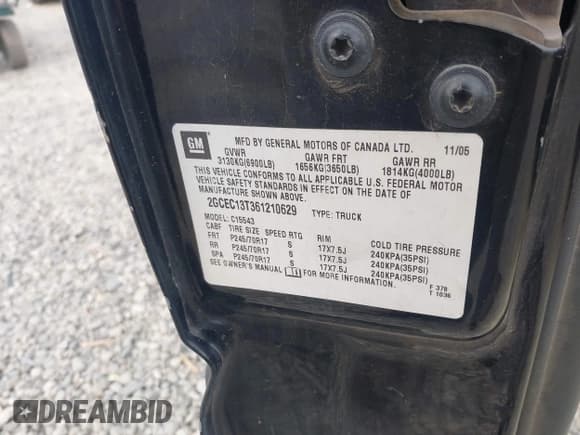 GM
MFD BY GENERAL MOTORS OF CANADA LTD. 11/05
GVWR GAWR FRT GAWR RR
3130KG(6900LB) 1656KG(3650LB) 1814KG(4000LB)
THIS VEHICLE CONFORMS TO ALL APPLICABLE U.S. FEDERAL MOTOR
VEHICLE SAFETY STANDARDS IN EFFECT ON THE DATE OF
MANUFACTURE SHOWN ABOVE.
2GCEC13T361210629 TYPE: TRUCK
MODEL: C15543
CABF TIRE SIZE SPEED RTG RIM COLD TIRE PRESSURE
FRT P245/70R17 S 17X7.5J 240KPA(35PSI)
RR P245/70R17 S 17X7.5J 240KPA(35PSI)
SPA P245/70R17 S 17X7.5J 240KPA(35PSI)
SEE OWNER'S MANUAL FOR MORE INFORMATION.
F 378
T 1036
DREAMBID